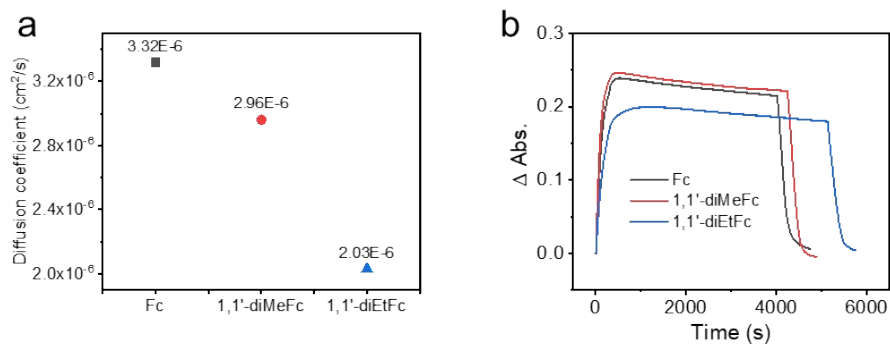 a
Diffusion coefficient (cm²/s)
3.2x10⁻⁶
2.8x10⁻⁶
2.4x10⁻⁶
2.0x10⁻⁶
3.32E-6
2.96E-6
2.03E-6
Fc
1,1'-diMeFc
1,1'-diEtFc
b
Δ Abs.
0.3
0.2
0.1
0.0
Fc
1,1'-diMeFc
1,1'-diEtFc
0
2000
4000
6000
Time (s)